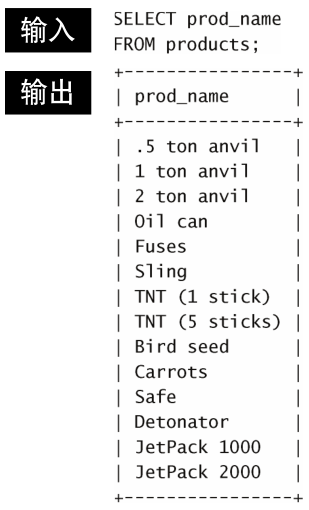 输入
SELECT prod_name
FROM products;
输出
+----------------+
| prod_name      |
+----------------+
| .5 ton anvil   |
| 1 ton anvil    |
| 2 ton anvil    |
| Oil can        |
| Fuses          |
| Sling          |
| TNT (1 stick)  |
| TNT (5 sticks) |
| Bird seed      |
| Carrots        |
| Safe           |
| Detonator      |
| JetPack 1000   |
| JetPack 2000   |
+----------------+